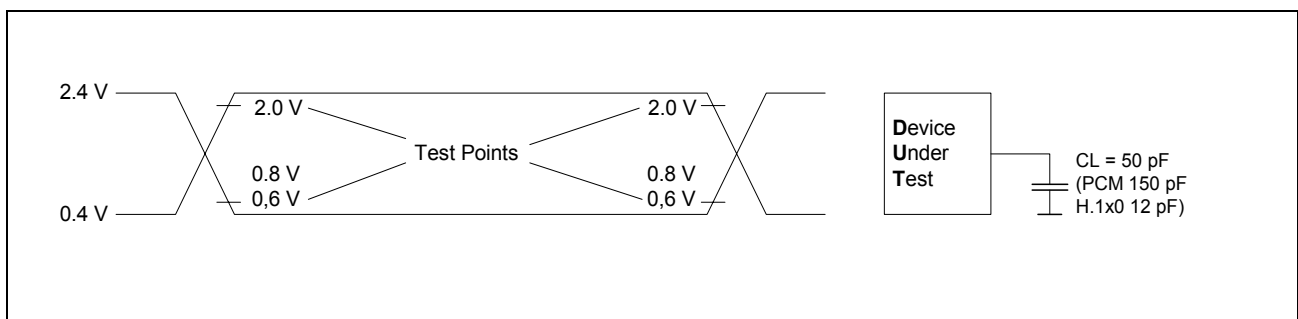 2.4 V
2.0 V
Test Points
0.8 V
0,6 V
0.4 V
2.0 V
0.8 V
0,6 V
Device
Under
Test
CL = 50 pF
(PCM 150 pF
H.1x0 12 pF)